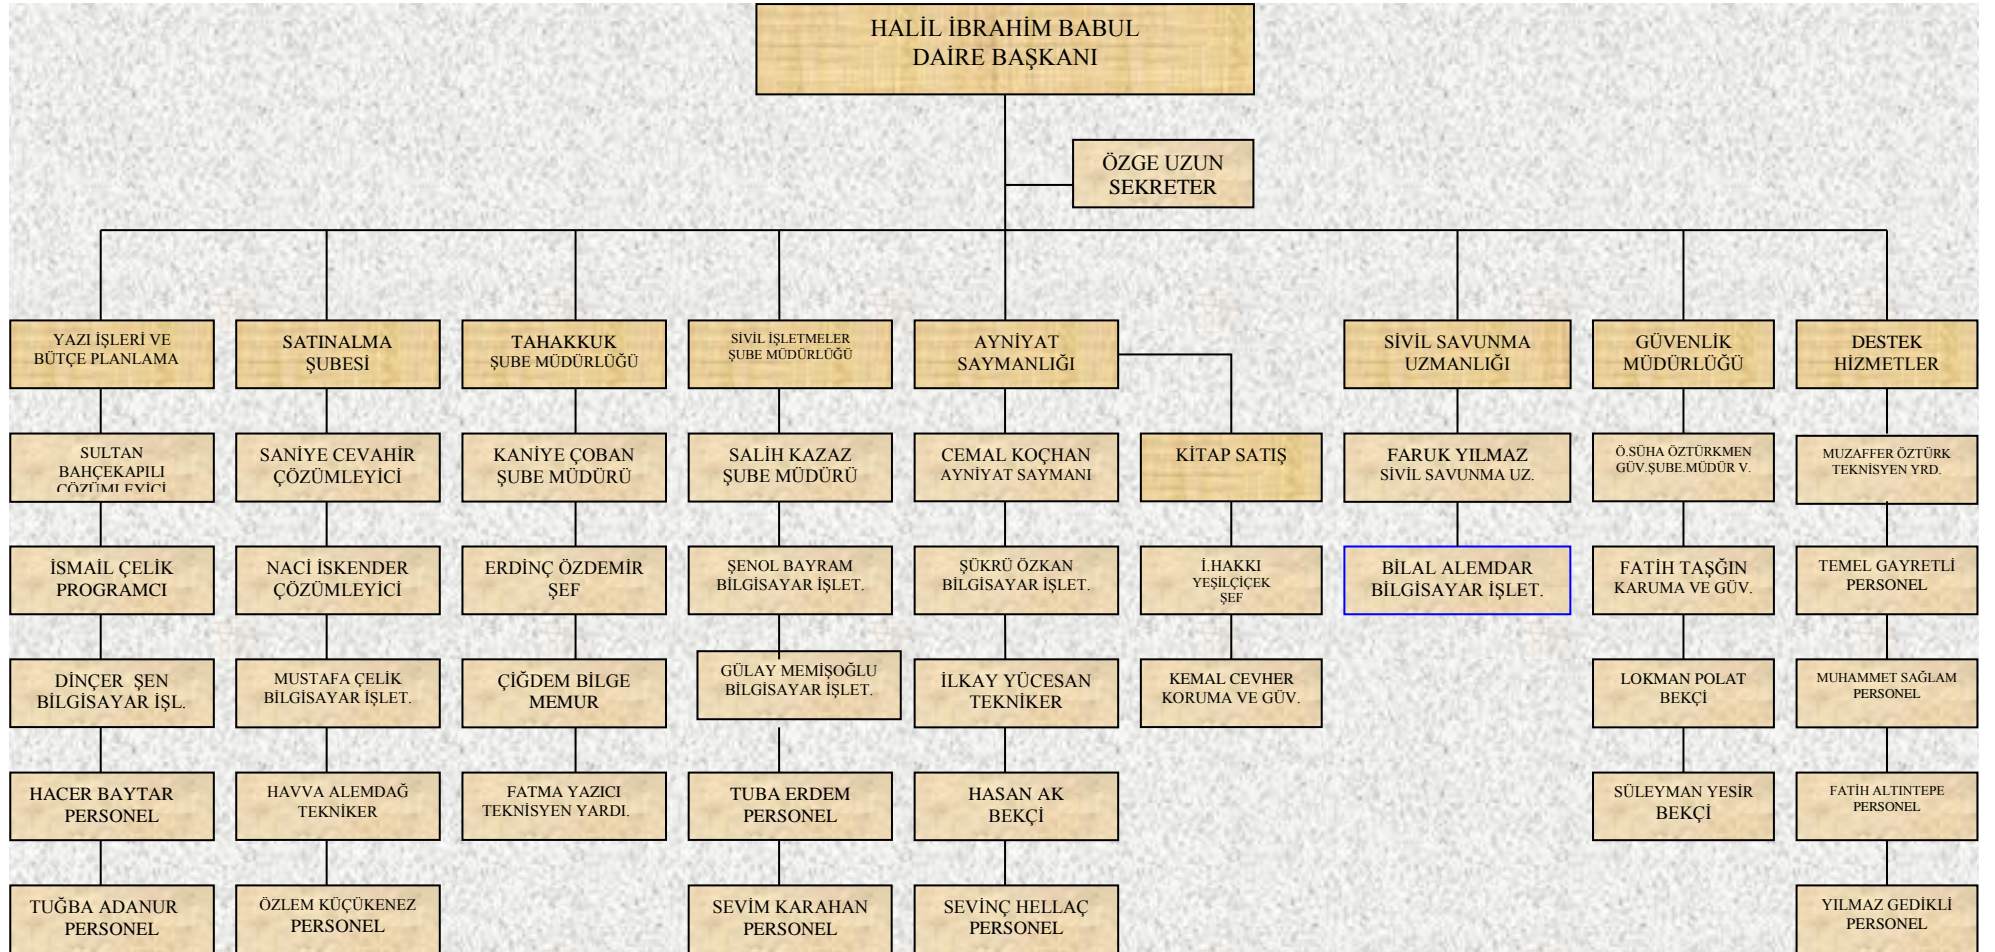 HALİL İBRAHİM BABUL
DAİRE BAŞKANI
ÖZGE UZUN
SEKRETER
YAZI İŞLERİ VE
BÜTÇE PLANLAMA
SATINALMA
ŞUBESİ
TAHAKKUK
ŞUBE MÜDÜRLÜĞÜ
SİVİL İŞLETMELER
ŞUBE MÜDÜRLÜĞÜ
AYNİYAT
SAYMANLIĞI
SİVİL SAVUNMA
UZMANLIĞI
GÜVENLİK
MÜDÜRLÜĞÜ
DESTEK
HİZMETLER
SULTAN
BAHÇEKAPILI
ÇÖZÜMLEYİCİ
SANİYE CEVAHİR
ÇÖZÜMLEYİCİ
KANİYE ÇOBAN
ŞUBE MÜDÜRÜ
SALİH KAZAZ
ŞUBE MÜDÜRÜ
CEMAL KOÇHAN
AYNİYAT SAYMANI
KİTAP SATIŞ
FARUK YILMAZ
SİVİL SAVUNMA UZ.
Ö.SÜHA ÖZTÜRKMEN
GÜV.ŞUBE.MÜDÜR V.
MUZAFFER ÖZTÜRK
TEKNİSYEN YRD.
İSMAİL ÇELİK
PROGRAMCI
NACİ İSKENDER
ÇÖZÜMLEYİCİ
ERDİNÇ ÖZDEMİR
ŞEF
ŞENOL BAYRAM
BİLGİSAYAR İŞLET.
ŞÜKRÜ ÖZKAN
BİLGİSAYAR İŞLET.
İ.HAKKI
YEŞİLÇİÇEK
ŞEF
BİLAL ALEMDAR
BİLGİSAYAR İŞLET.
FATİH TAŞĞIN
KARUMA VE GÜV.
TEMEL GAYRETLİ
PERSONEL
DİNÇER ŞEN
BİLGİSAYAR İŞL.
MUSTAFA ÇELİK
BİLGİSAYAR İŞLET.
ÇİĞDEM BİLGE
MEMUR
GÜLAY MEMİŞOĞLU
BİLGİSAYAR İŞLET.
İLKAY YÜCESAN
TEKNİKER
KEMAL CEVHER
KORUMA VE GÜV.
LOKMAN POLAT
BEKÇİ
MUHAMMET SAĞLAM
PERSONEL
HACER BAYTAR
PERSONEL
HAVVA ALEMDAĞ
TEKNİKER
FATMA YAZICI
TEKNİSYEN YARDI.
TUBA ERDEM
PERSONEL
HASAN AK
BEKÇİ
SÜLEYMAN YESİR
BEKÇİ
FATİH ALTINTEPE
PERSONEL
TUĞBA ADANUR
PERSONEL
ÖZLEM KÜÇÜKENEZ
PERSONEL
SEVİM KARAHAN
PERSONEL
SEVİNÇ HELLAÇ
PERSONEL
YILMAZ GEDİKLİ
PERSONEL